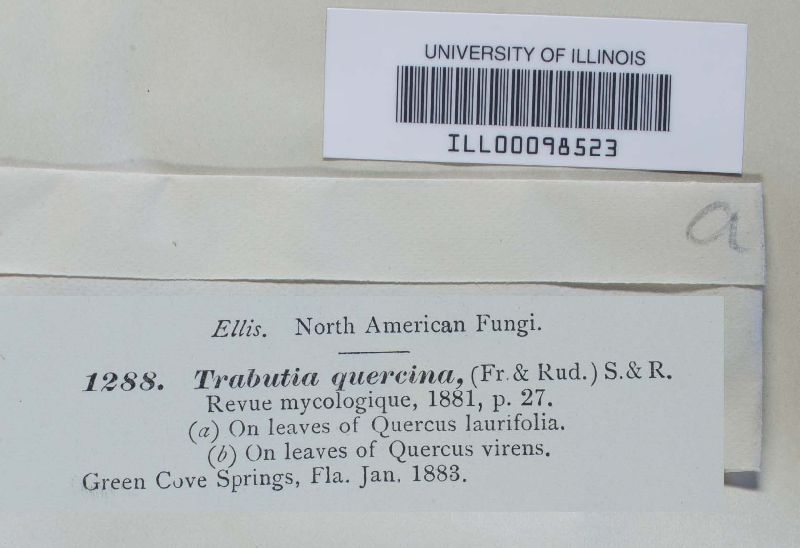 UNIVERSITY OF ILLINOIS
ILL00098523
a
Ellis. North American Fungi.
1288. Trabutia quercina, (Fr. & Rud.) S. & R.
Revue mycologique, 1881, p. 27.
(a) On leaves of Quercus laurifolia.
(b) On leaves of Quercus virens.
Green Cove Springs, Fla. Jan. 1883.